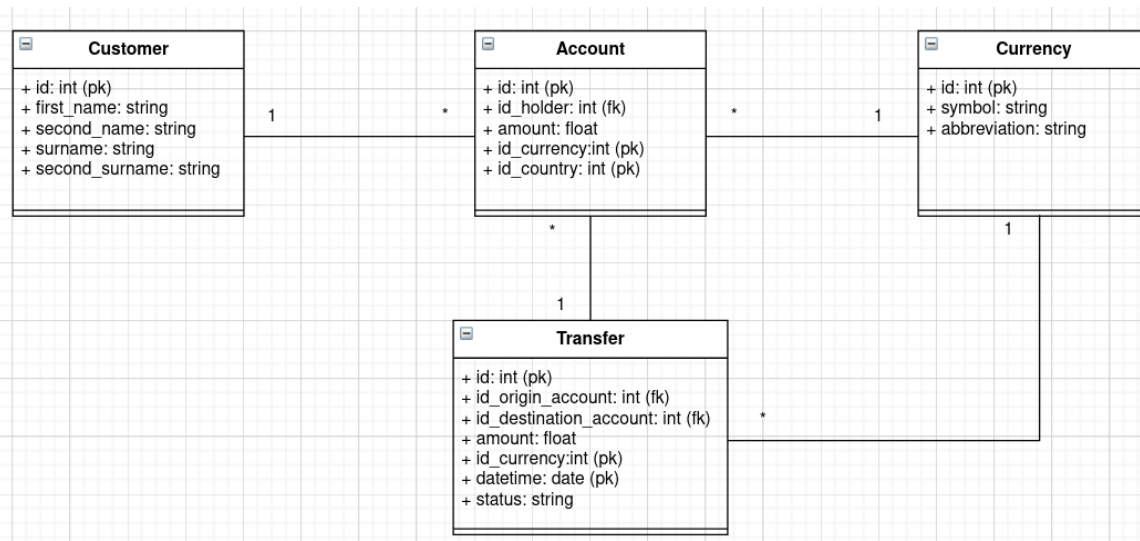 Customer
+ id: int (pk)
+ first_name: string
+ second_name: string
+ surname: string
+ second_surname: string
1
*
Account
+ id: int (pk)
+ id_holder: int (fk)
+ amount: float
+ id_currency:int (pk)
+ id_country: int (pk)
*
1
Currency
+ id: int (pk)
+ symbol: string
+ abbreviation: string
*
1
1
Transfer
+ id: int (pk)
+ id_origin_account: int (fk)
+ id_destination_account: int (fk)
+ amount: float
+ id_currency:int (pk)
+ datetime: date (pk)
+ status: string
*